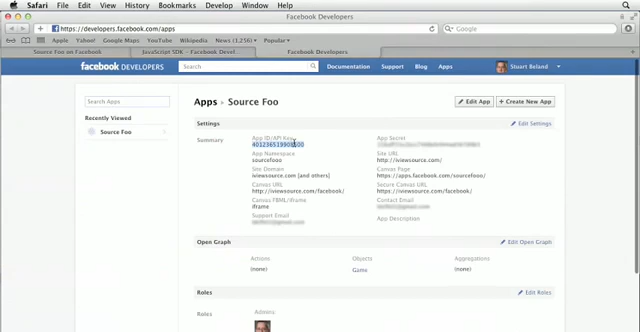 Safari File Edit View History Bookmarks Develop Window Help
Facebook Developers
https://developers.facebook.com/apps
Google
Apple Yahoo! Google Maps YouTube Wikipedia News (1256) Popular
Source Foo on Facebook JavaScript SDK – Facebook Devel... Facebook Developers
facebook DEVELOPERS Search Documentation Support Blog Apps Stuart Beland
Search Apps
Recently Viewed
Source Foo
Apps Source Foo
Edit App + Create New App
Settings Edit Settings
Summary
App ID/API Key
App Secret
App Namespace
sourcefoo
Site URL
http://iviewsource.com/
Site Domain
iviewsource.com [and others]
Canvas Page
https://apps.facebook.com/sourcefoo/
Canvas URL
http://iviewsource.com/facebook/
Secure Canvas URL
https://iviewsource.com/facebook/
Canvas FBML/iframe
iframe
Contact Email
Support Email
App Description
Open Graph Edit Open Graph
Actions Objects Aggregations
(none) Game (none)
Roles Edit Roles
Roles Admins